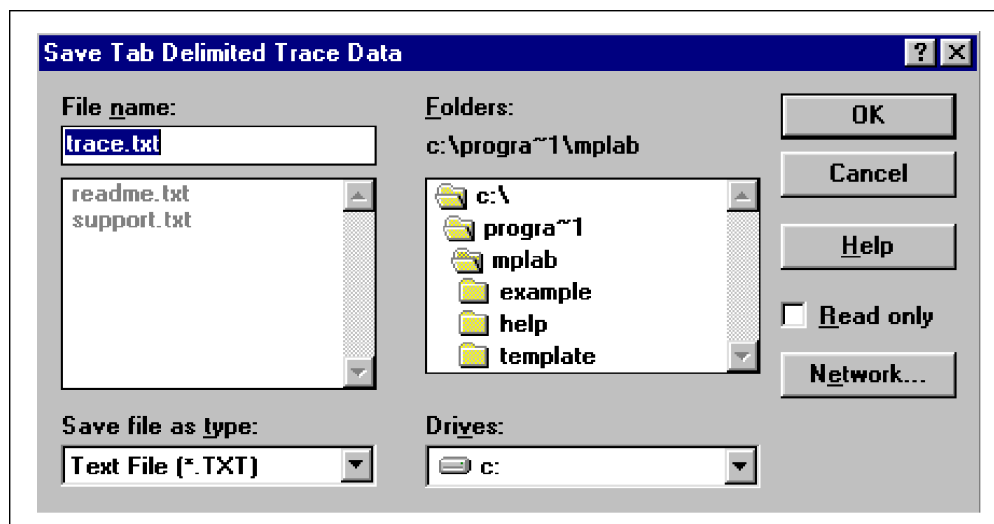 Save Tab Delimited Trace Data
File name:
trace.txt
readme.txt
support.txt
Save file as type:
Text File (*.TXT)
Folders:
c:\progra~1\mplab
c:\
progra~1
mplab
example
help
template
Drives:
c:
OK
Cancel
Help
Read only
Network...